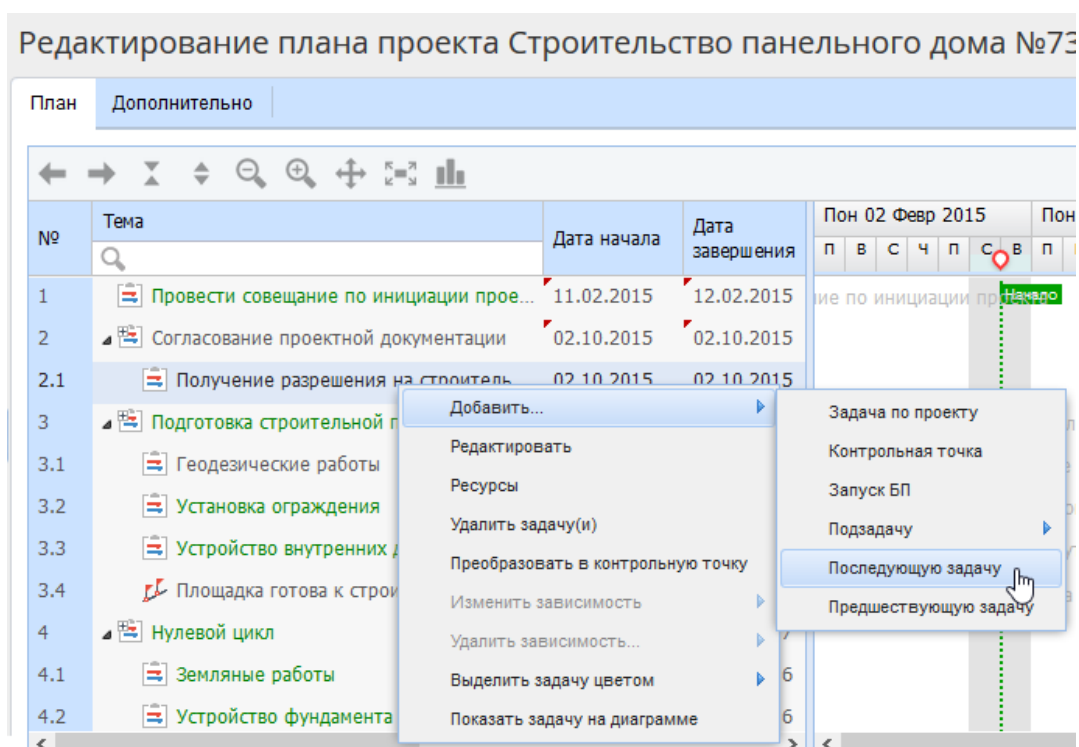 Редактирование плана проекта Строительство панельного дома №73
План Дополнительно
№ Тема Дата начала Дата завершения Пон 02 Февр 2015 Пон
П В С Ч П С В П
1 Провести совещание по инициации прое... 11.02.2015 12.02.2015 ие по инициации проекта Начало
2 Согласование проектной документации 02.10.2015 02.10.2015
2.1 Получение разрешения на строитель 02.10.2015 02.10.2015
3 Подготовка строительной п
3.1 Геодезические работы
3.2 Установка ограждения
3.3 Устройство внутренних д
3.4 Площадка готова к строи
4 Нулевой цикл 7
4.1 Земляные работы 6
4.2 Устройство фундамента 6
Добавить...
Редактировать
Ресурсы
Удалить задачу(и)
Преобразовать в контрольную точку
Изменить зависимость
Удалить зависимость...
Выделить задачу цветом
Показать задачу на диаграмме
Задача по проекту
Контрольная точка
Запуск БП
Подзадачу
Последующую задачу
Предшествующую задачу